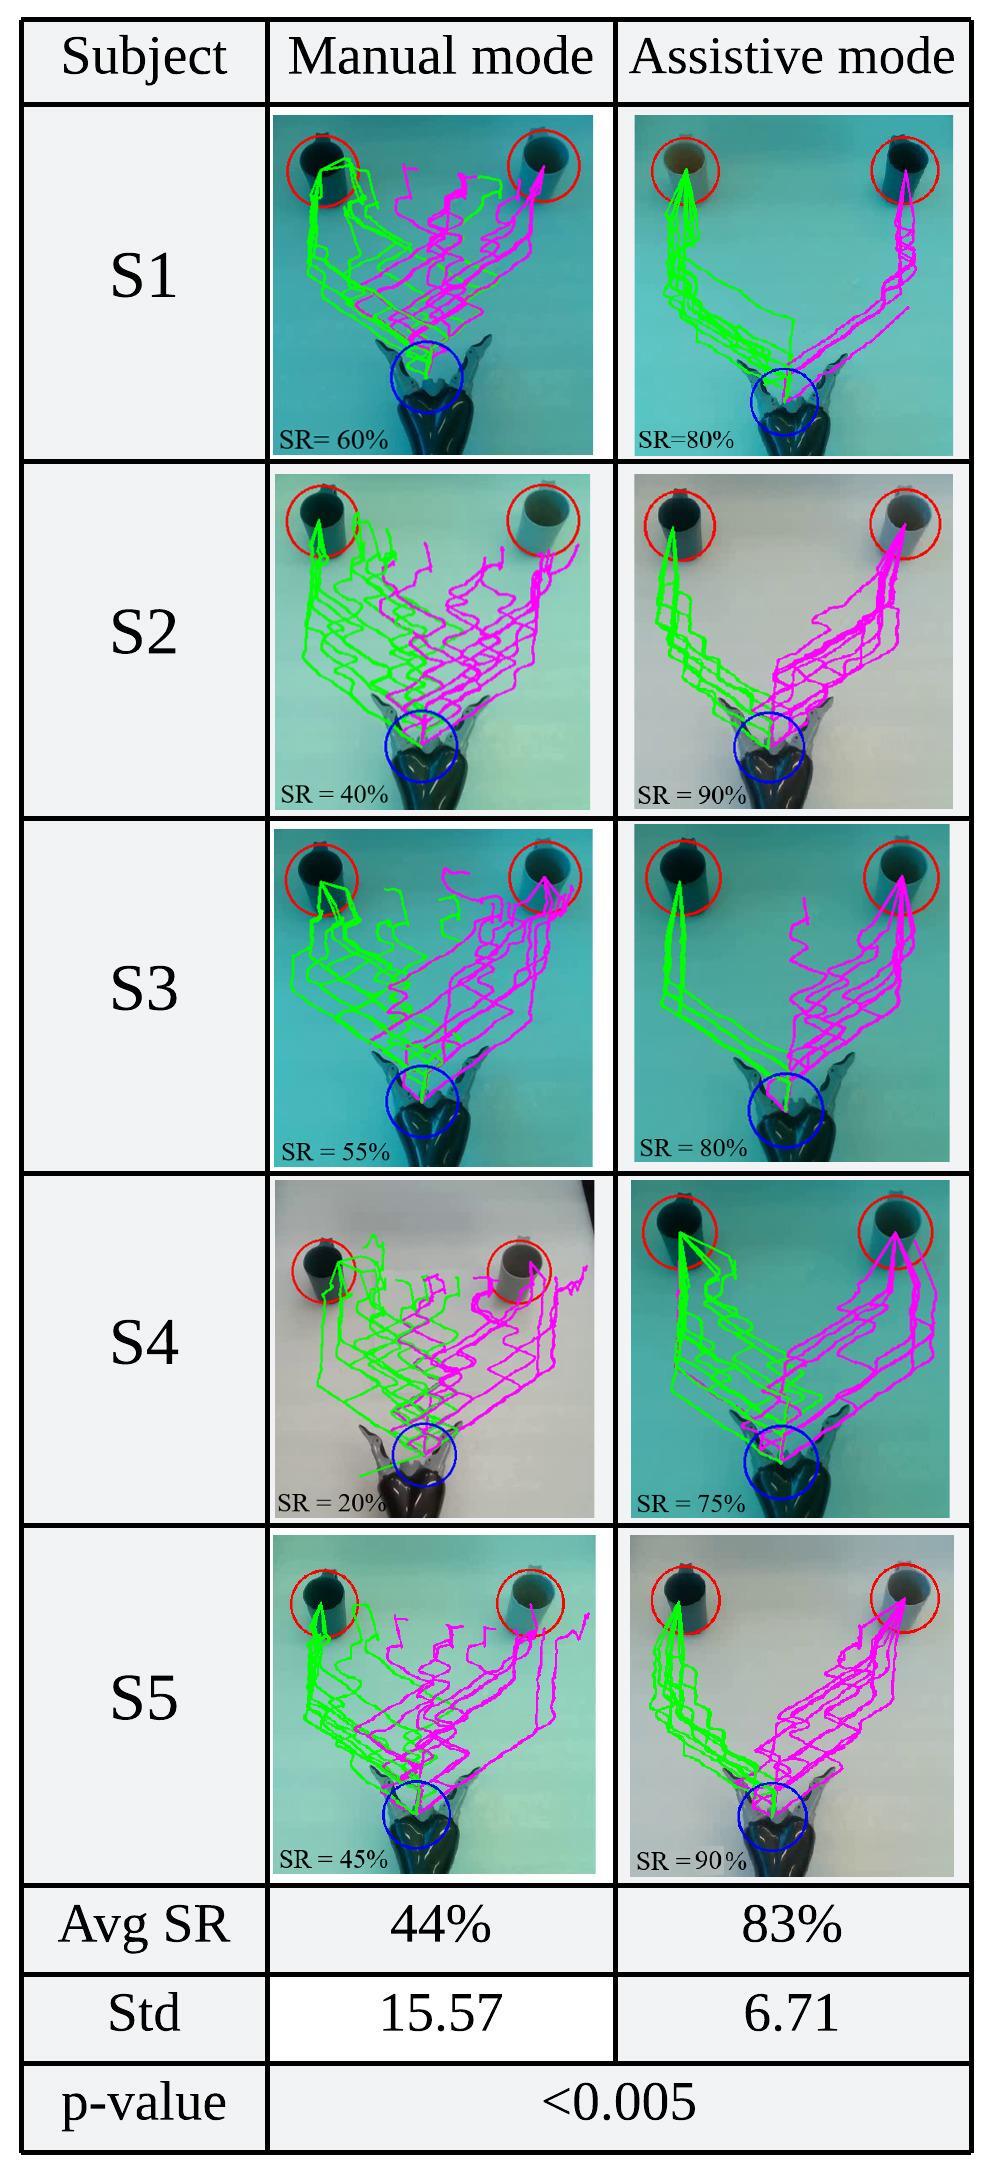 Subject Manual mode Assistive mode
S1
SR= 60% SR=80%
S2
SR = 40% SR = 90%
S3
SR = 55% SR = 80%
S4
SR = 20% SR = 75%
S5
SR = 45% SR = 90%
Avg SR 44% 83%
Std 15.57 6.71
p-value <0.005